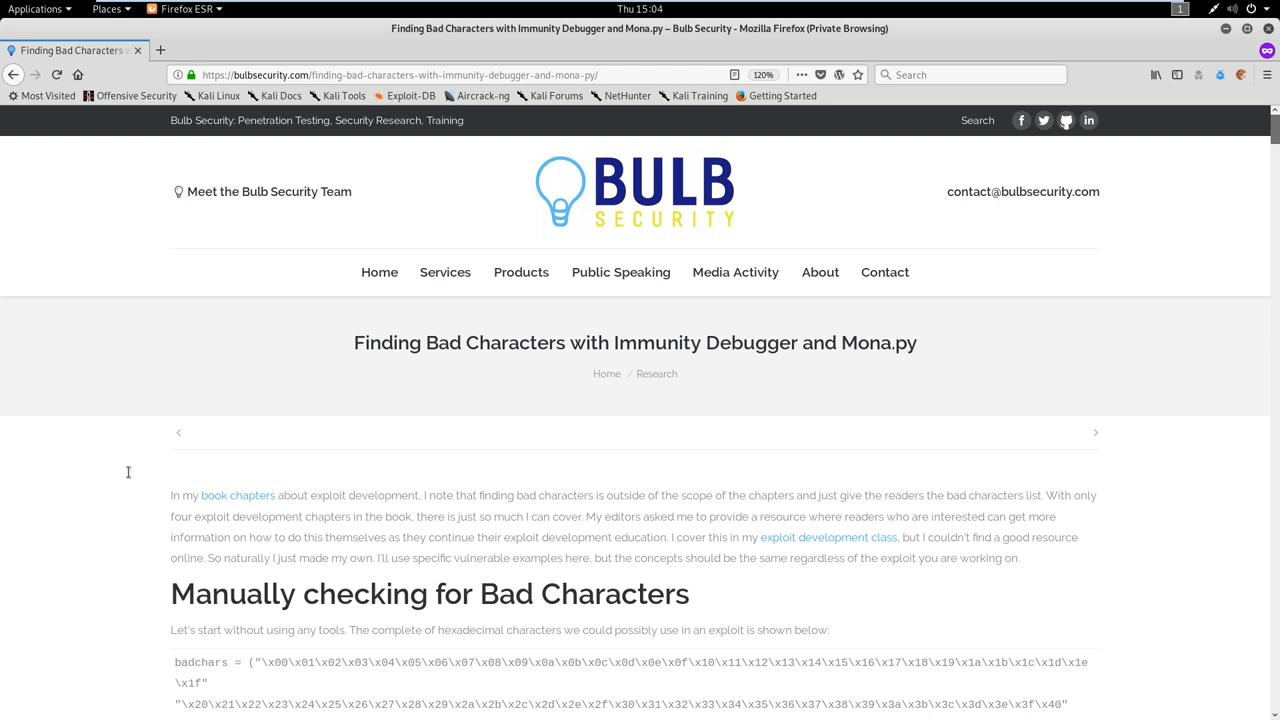 Applications Places Firefox ESR Thu 15:04 1
Finding Bad Characters with Immunity Debugger and Mona.py – Bulb Security - Mozilla Firefox (Private Browsing)
Finding Bad Characters w
https://bulbsecurity.com/finding-bad-characters-with-immunity-debugger-and-mona-py/ 120% Search
Most Visited Offensive Security Kali Linux Kali Docs Kali Tools Exploit-DB Aircrack-ng Kali Forums NetHunter Kali Training Getting Started
Bulb Security: Penetration Testing, Security Research, Training Search
Meet the Bulb Security Team
BULB
SECURITY
contact@bulbsecurity.com
Home Services Products Public Speaking Media Activity About Contact
Finding Bad Characters with Immunity Debugger and Mona.py
Home / Research
In my book chapters about exploit development, I note that finding bad characters is outside of the scope of the chapters and just give the readers the bad characters list. With only
four exploit development chapters in the book, there is just so much I can cover. My editors asked me to provide a resource where readers who are interested can get more
information on how to do this themselves as they continue their exploit development education. I cover this in my exploit development class, but I couldn't find a good resource
online. So naturally I just made my own. I'll use specific vulnerable examples here, but the concepts should be the same regardless of the exploit you are working on.
Manually checking for Bad Characters
Let's start without using any tools. The complete of hexadecimal characters we could possibly use in an exploit is shown below:
badchars = ("\x00\x01\x02\x03\x04\x05\x06\x07\x08\x09\x0a\x0b\x0c\x0d\x0e\x0f\x10\x11\x12\x13\x14\x15\x16\x17\x18\x19\x1a\x1b\x1c\x1d\x1e
\x1f"
"\x20\x21\x22\x23\x24\x25\x26\x27\x28\x29\x2a\x2b\x2c\x2d\x2e\x2f\x30\x31\x32\x33\x34\x35\x36\x37\x38\x39\x3a\x3b\x3c\x3d\x3e\x3f\x40"